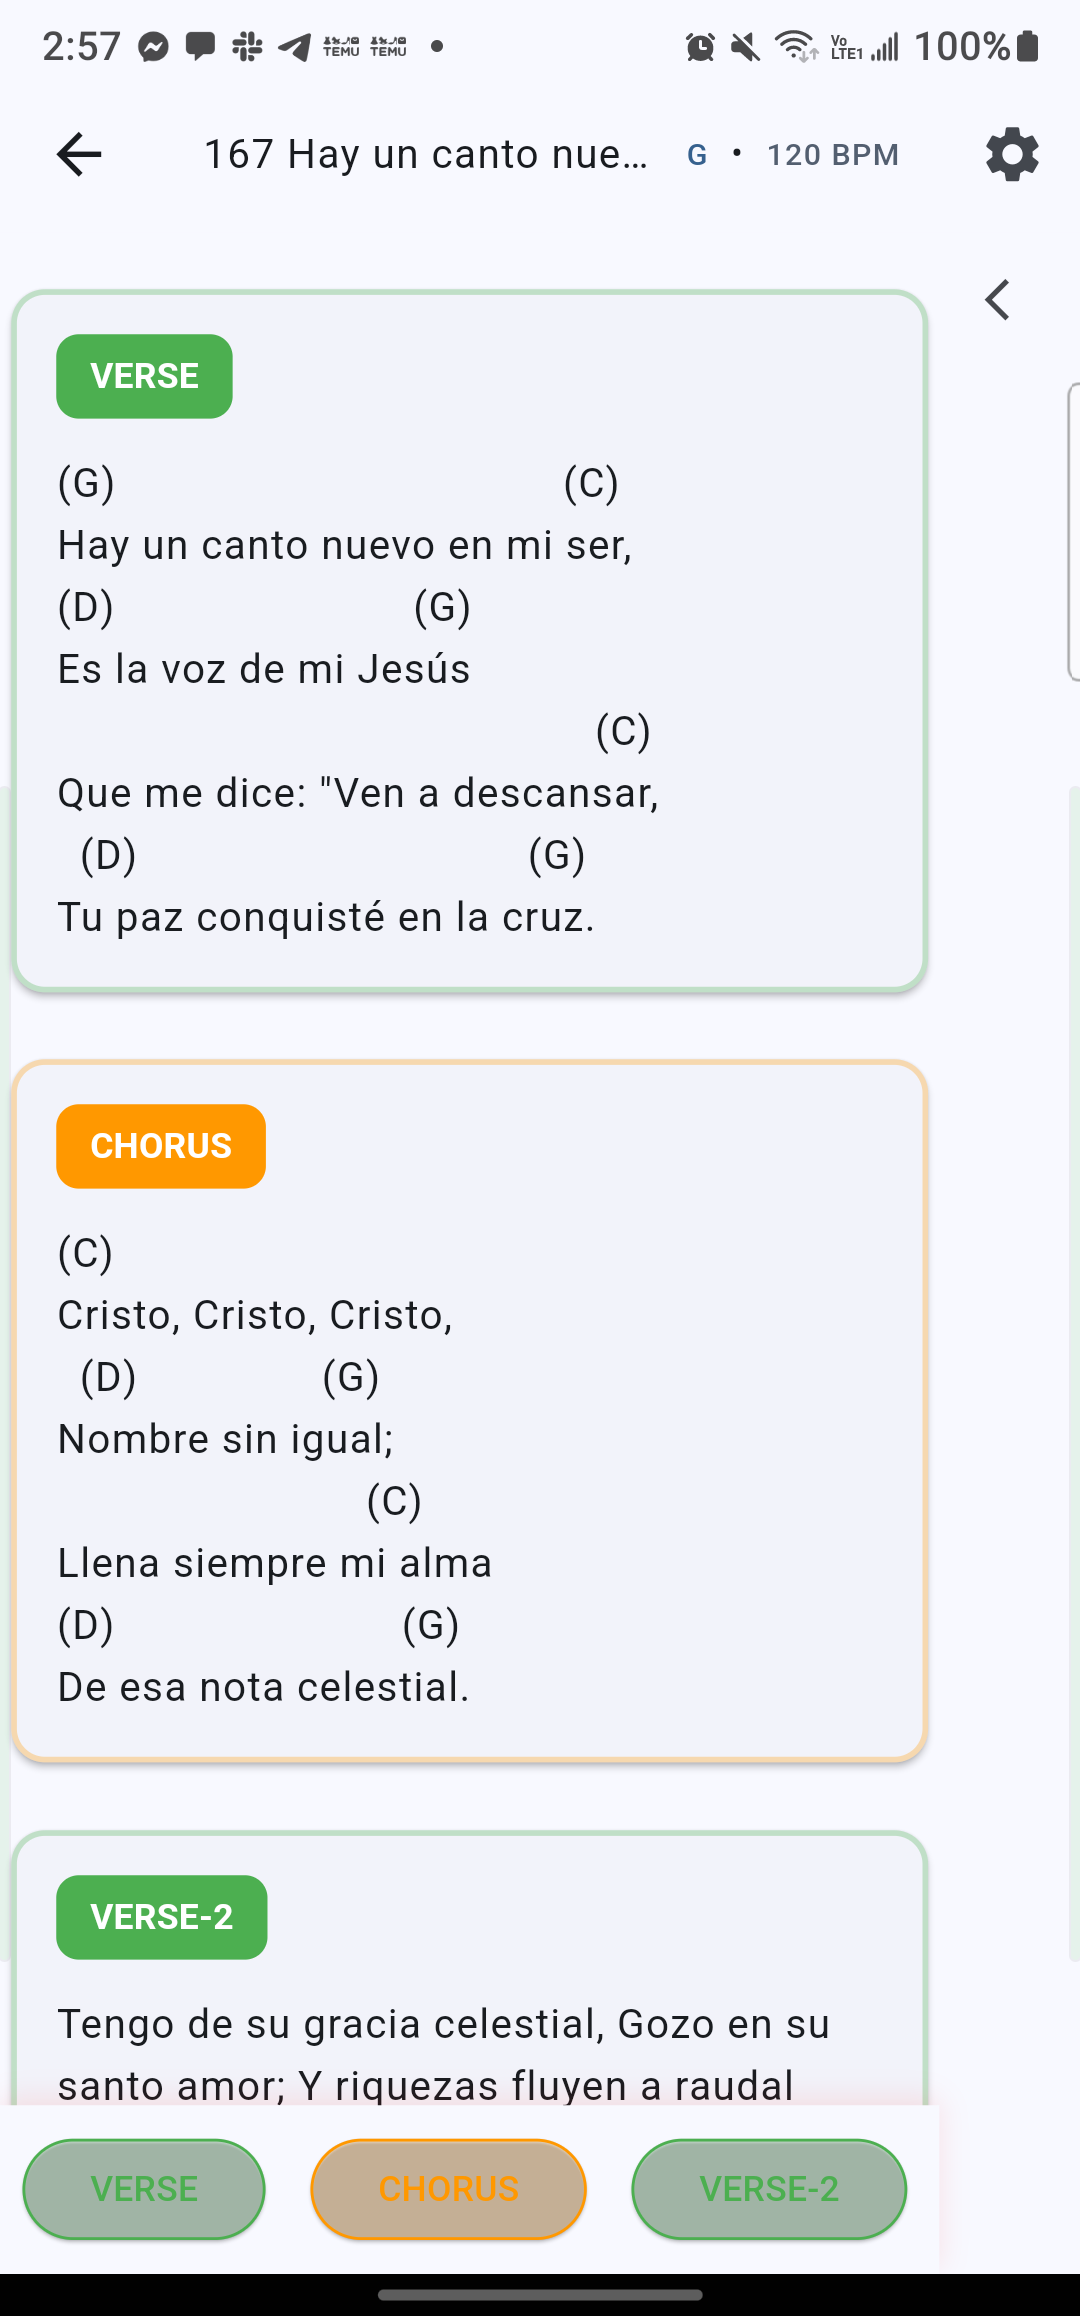 2:57 TEMU TEMU Vo LTE1 100%
167 Hay un canto nue... G • 120 BPM
VERSE
(G) (C)
Hay un canto nuevo en mi ser,
(D) (G)
Es la voz de mi Jesús
(C)
Que me dice: "Ven a descansar,
(D) (G)
Tu paz conquisté en la cruz.
CHORUS
(C)
Cristo, Cristo, Cristo,
(D) (G)
Nombre sin igual;
(C)
Llena siempre mi alma
(D) (G)
De esa nota celestial.
VERSE-2
Tengo de su gracia celestial, Gozo en su
santo amor; Y riquezas fluyen a raudal
VERSE CHORUS VERSE-2